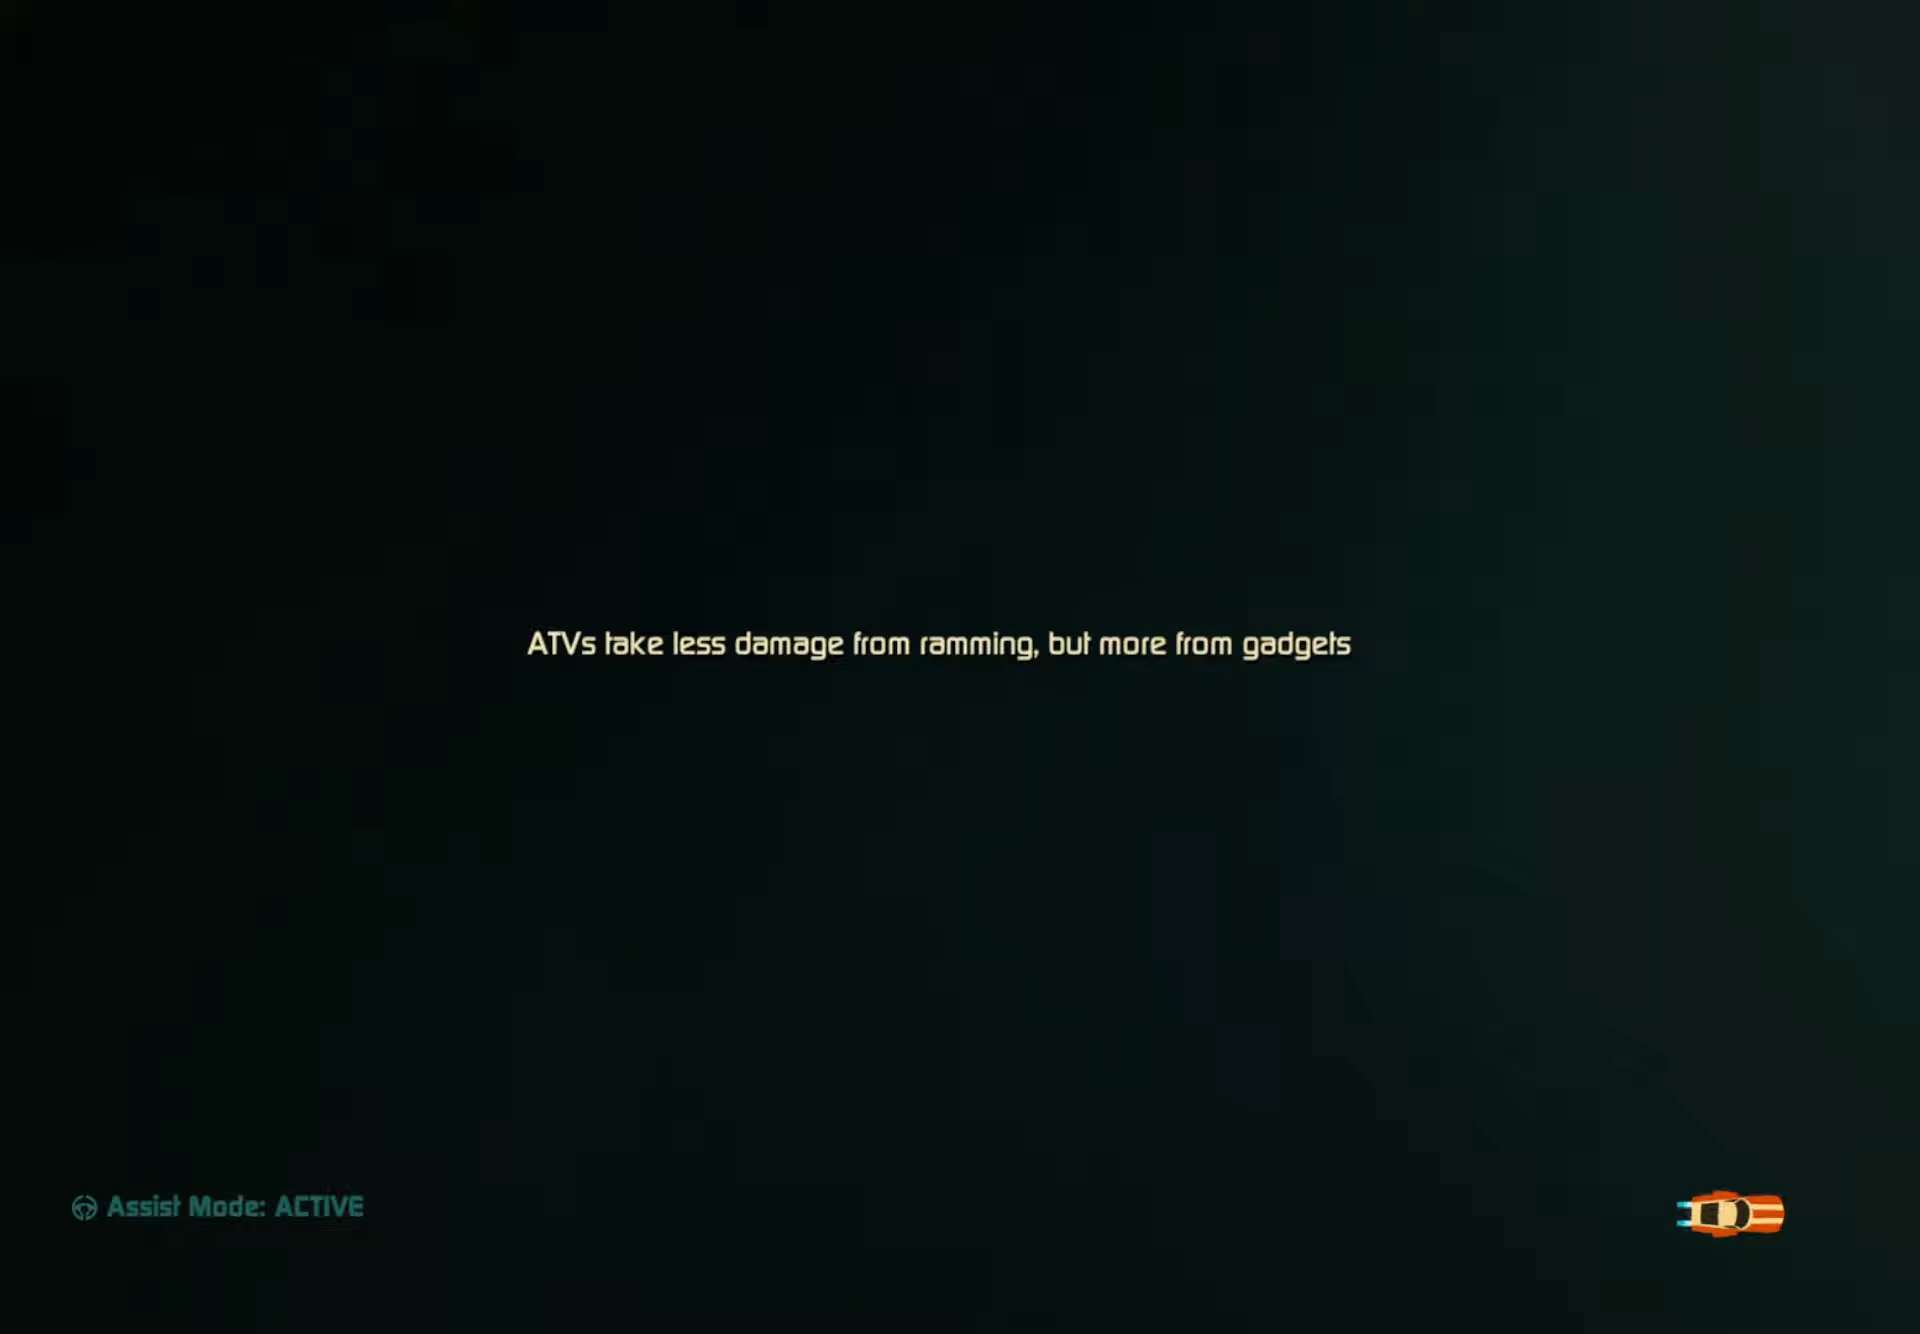 ATVs take less damage from ramming, but more from gadgets
Assist Mode: ACTIVE